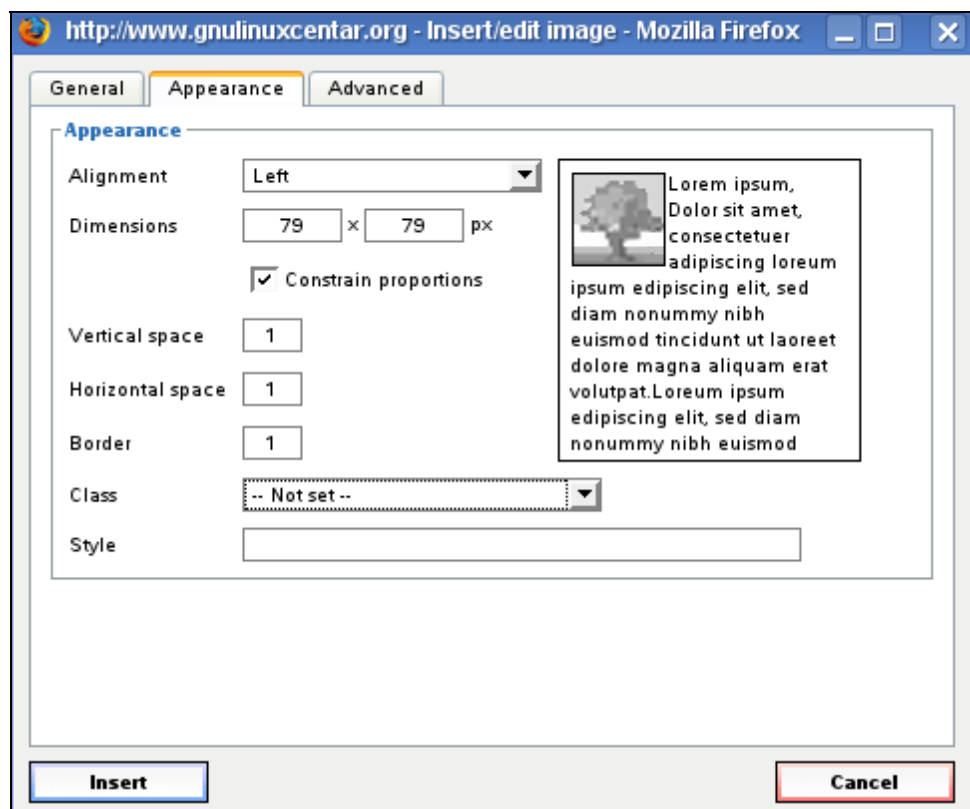 http://www.gnulinuxcentar.org - Insert/edit image - Mozilla Firefox
General Appearance Advanced
Appearance
Alignment Left
Dimensions 79 x 79 px
Constrain proportions
Vertical space 1
Horizontal space 1
Border 1
Class -- Not set --
Style
Lorem ipsum,
Dolor sit amet,
consectetuer
adipiscing loreum
ipsum edipiscing elit, sed
diam nonummy nibh
euismod tincidunt ut laoreet
dolore magna aliquam erat
volutpat.Loreum ipsum
edipiscing elit, sed diam
nonummy nibh euismod
Insert Cancel